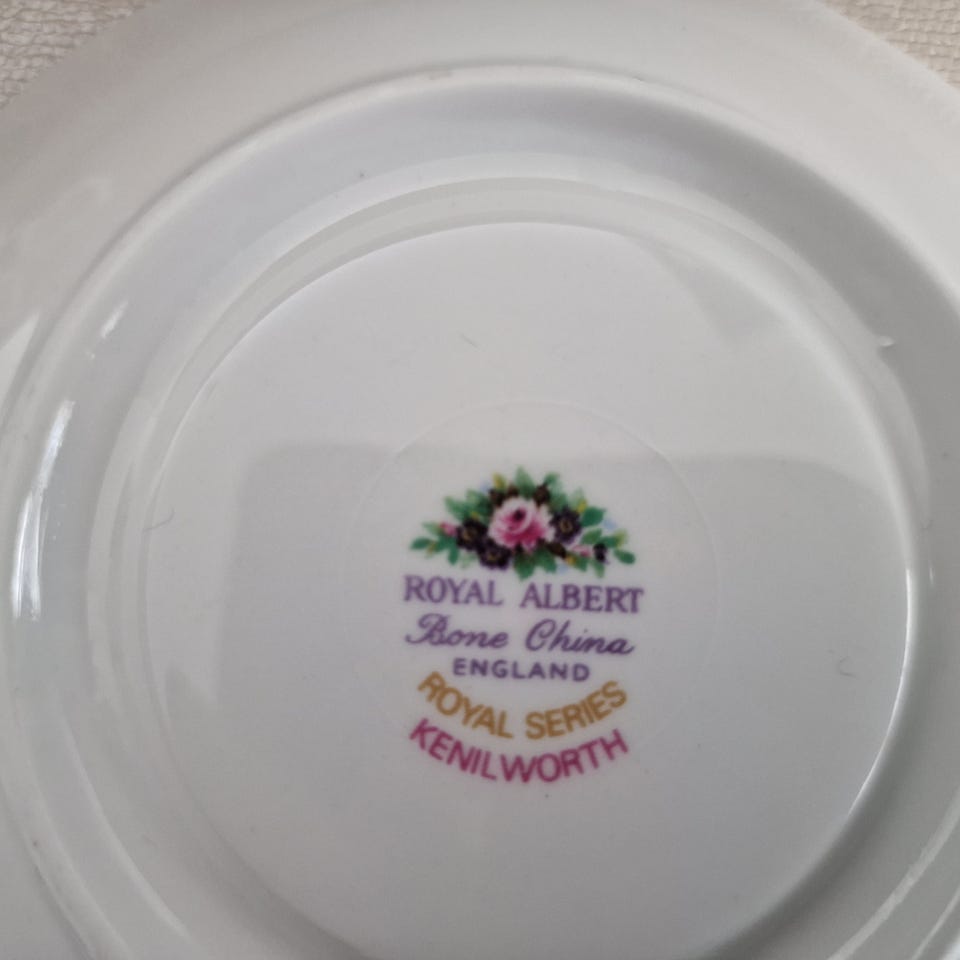 ROYAL ALBERT
Bone China
ENGLAND
ROYAL SERIES
KENILWORTH